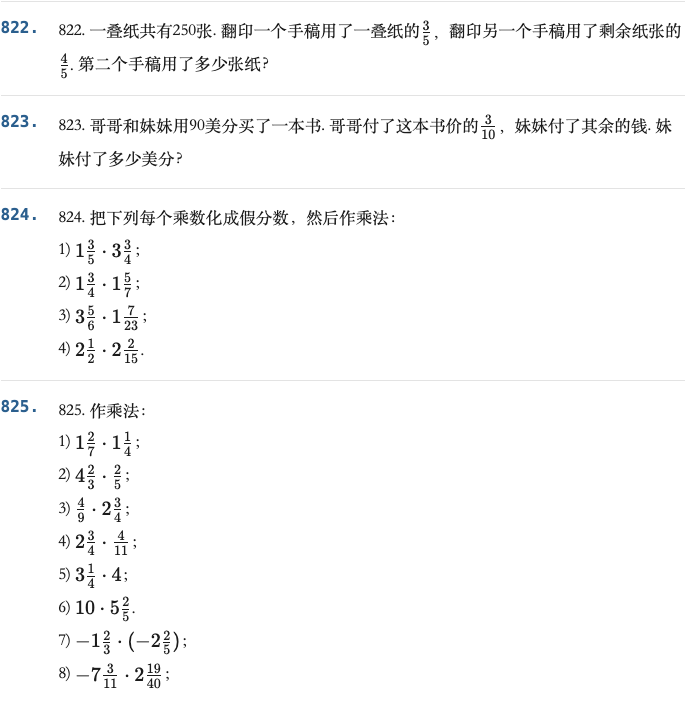 822. 822. 一叠纸共有250张. 翻印一个手稿用了一叠纸的 3/5，翻印另一个手稿用了剩余纸张的
4/5. 第二个手稿用了多少张纸？
823. 823. 哥哥和妹妹用90美分买了一本书. 哥哥付了这本书价的 3/10，妹妹付了其余的钱. 妹
妹付了多少美分？
824. 824. 把下列每个乘数化成假分数，然后作乘法：
1) 1 3/5 · 3 3/4；
2) 1 3/4 · 1 5/7；
3) 3 5/6 · 1 7/23；
4) 2 1/2 · 2 2/15.
825. 825. 作乘法：
1) 1 2/7 · 1 1/4；
2) 4 2/3 · 2/5；
3) 4/9 · 2 3/4；
4) 2 3/4 · 4/11；
5) 3 1/4 · 4；
6) 10 · 5 2/5.
7) −1 2/3 · (−2 2/5)；
8) −7 3/11 · 2 19/40；